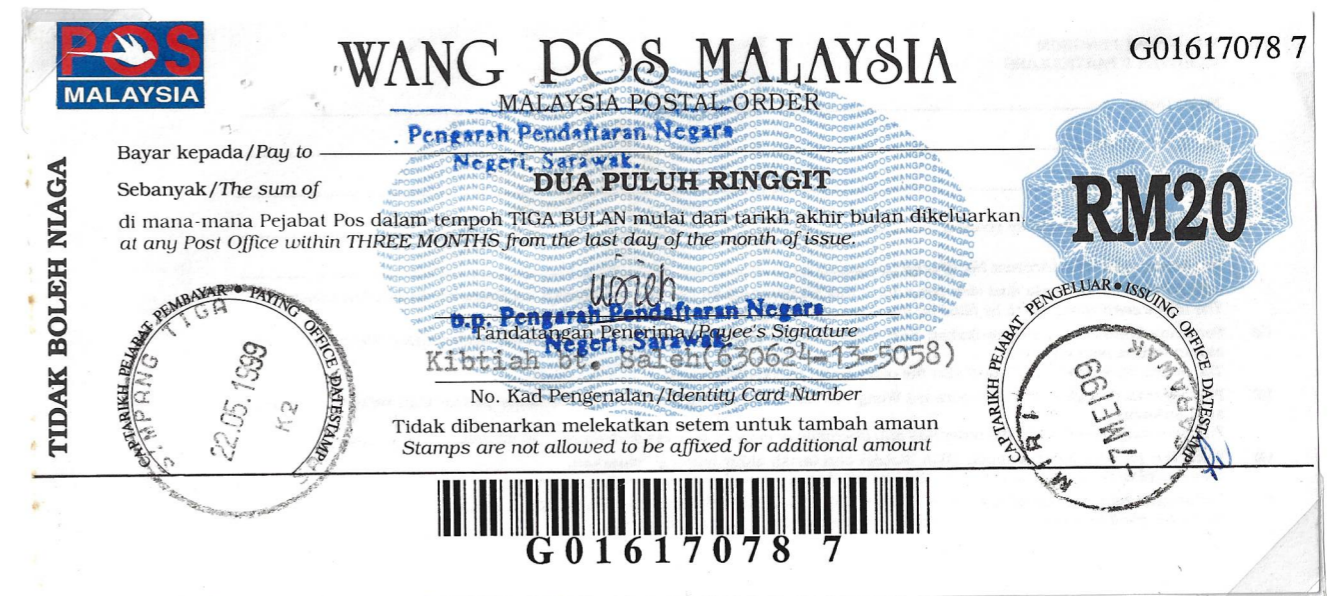 POS
MALAYSIA
WANG POS MALAYSIA
G01617078 7
MALAYSIA POSTAL ORDER
. Pengarah Pendaftaran Negara
Bayar kepada/Pay to
Negeri, Sarawak.
Sebanyak/The sum of
DUA PULUH RINGGIT
RM20
di mana-mana Pejabat Pos dalam tempoh TIGA BULAN mulai dari tarikh akhir bulan dikeluarkan.
at any Post Office within THREE MONTHS from the last day of the month of issue.
TIDAK BOLEH NIAGA
b.p. Pengarah Pendaftaran Negara
Tandatangan Penerima/Payee's Signature
Negeri, Sarawak.
Kibtiah bt. Saleh(630624-13-5058)
No. Kad Pengenalan/Identity Card Number
Tidak dibenarkan melekatkan setem untuk tambah amaun
Stamps are not allowed to be affixed for additional amount
CAPTARIKH PEJABAT PEMBAYAR • PAYING OFFICE DATESTAMP
SIMPANG TIGA
22.05.1999
K2
CAPTARIKH PEJABAT PENGELUAR • ISSUING OFFICE DATESTAMP
MIRI
-7 MEI 99
SARAWAK
G01617078 7